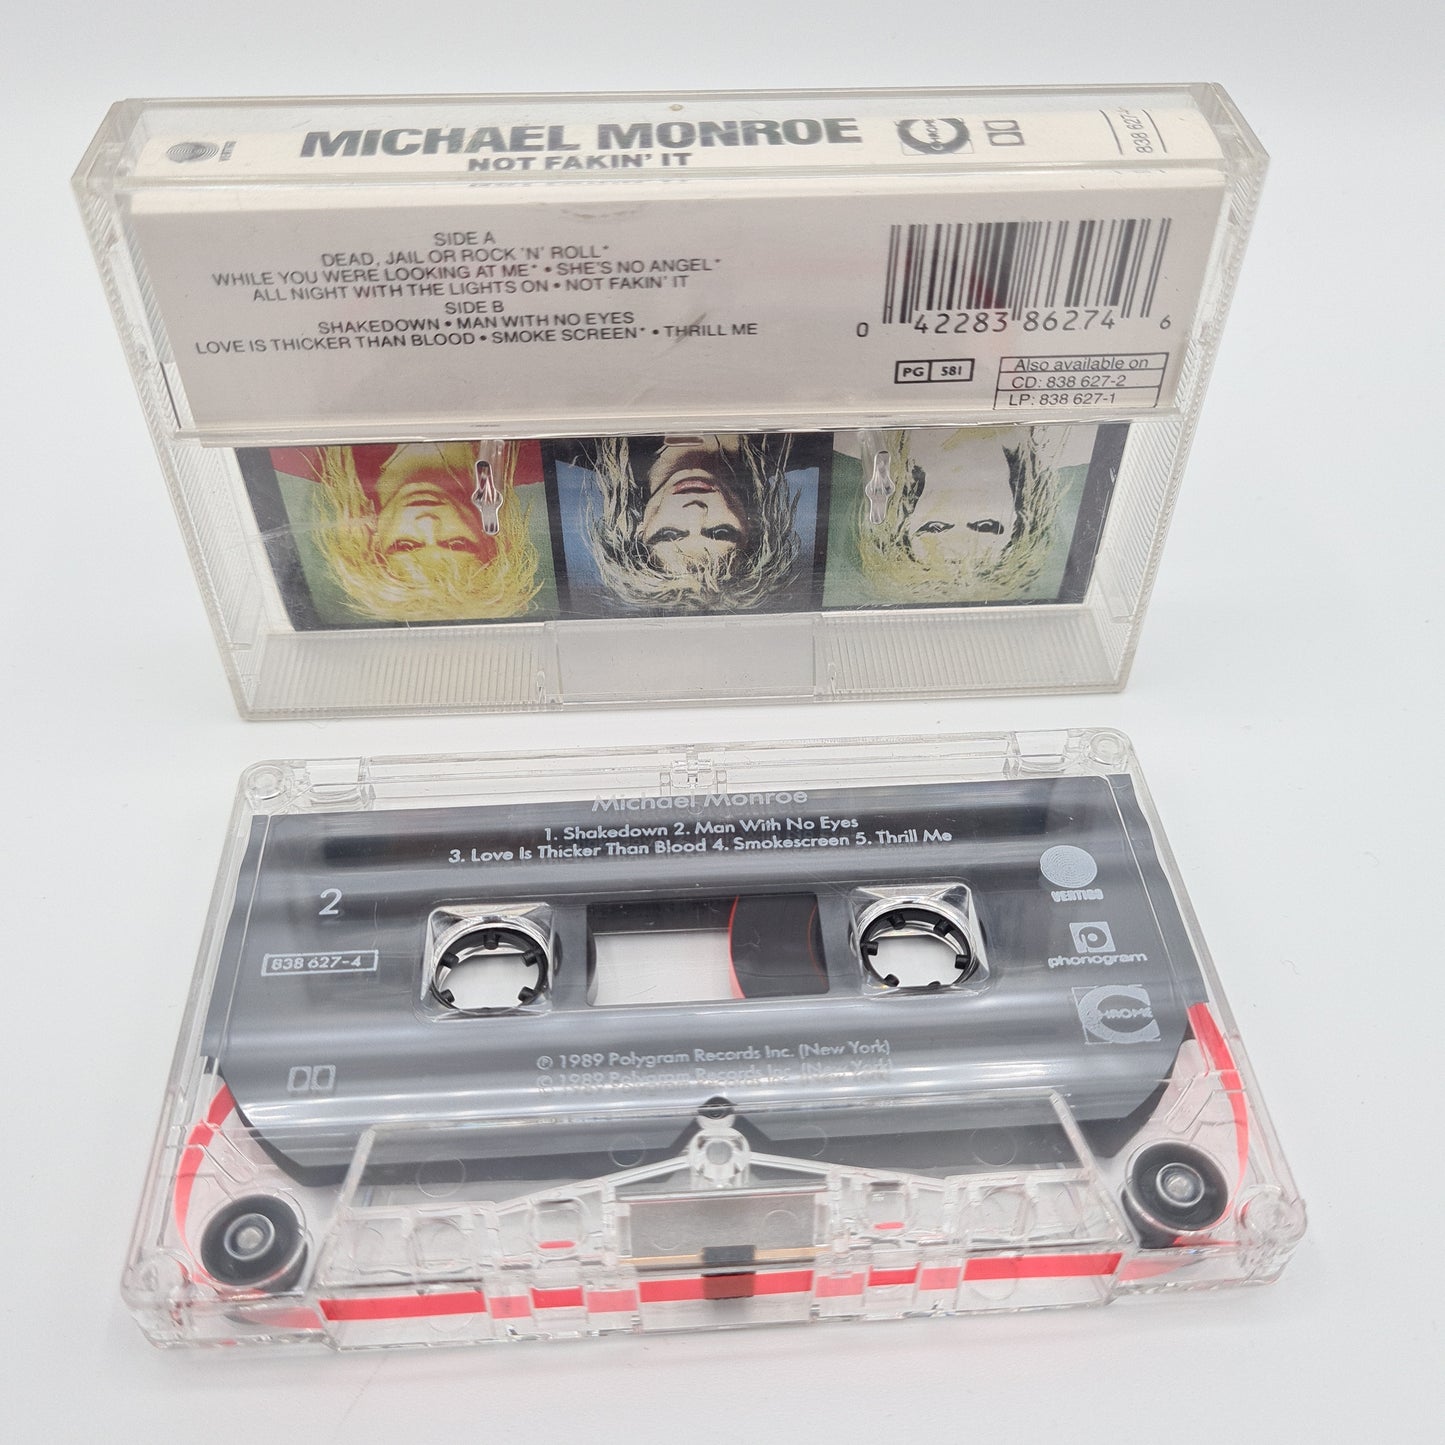 VERTIGO
MICHAEL MONROE
NOT FAKIN' IT
CHROME
838 627-4
SIDE A
DEAD, JAIL OR ROCK 'N' ROLL*
WHILE YOU WERE LOOKING AT ME* • SHE'S NO ANGEL*
ALL NIGHT WITH THE LIGHTS ON • NOT FAKIN' IT
SIDE B
SHAKEDOWN • MAN WITH NO EYES
LOVE IS THICKER THAN BLOOD • SMOKE SCREEN* • THRILL ME
0 42283 86274 6
PG 581
Also available on
CD: 838 627-2
LP: 838 627-1
Michael Monroe
1. Shakedown 2. Man With No Eyes
3. Love Is Thicker Than Blood 4. Smokescreen 5. Thrill Me
2
VERTIGO
838 627-4
phonogram
CHROME
℗ 1989 Polygram Records Inc. (New York)
© 1989 Polygram Records Inc. (New York)